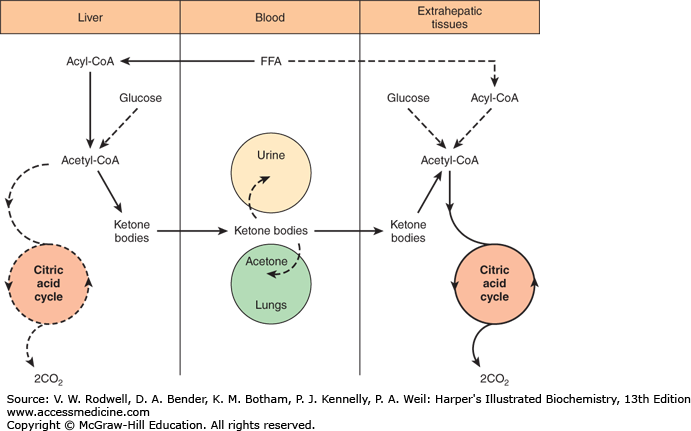 Liver
Blood
Extrahepatic
tissues
Acyl-CoA
FFA
Glucose
Glucose
Acyl-CoA
Acetyl-CoA
Urine
Acetyl-CoA
Ketone
bodies
Ketone bodies
Ketone
bodies
Citric
acid
cycle
Acetone
Lungs
Citric
acid
cycle
2CO₂
2CO₂
Source: V. W. Rodwell, D. A. Bender, K. M. Botham, P. J. Kennelly, P. A. Weil: Harper's Illustrated Biochemistry, 13th Edition
www.accessmedicine.com
Copyright © McGraw-Hill Education. All rights reserved.